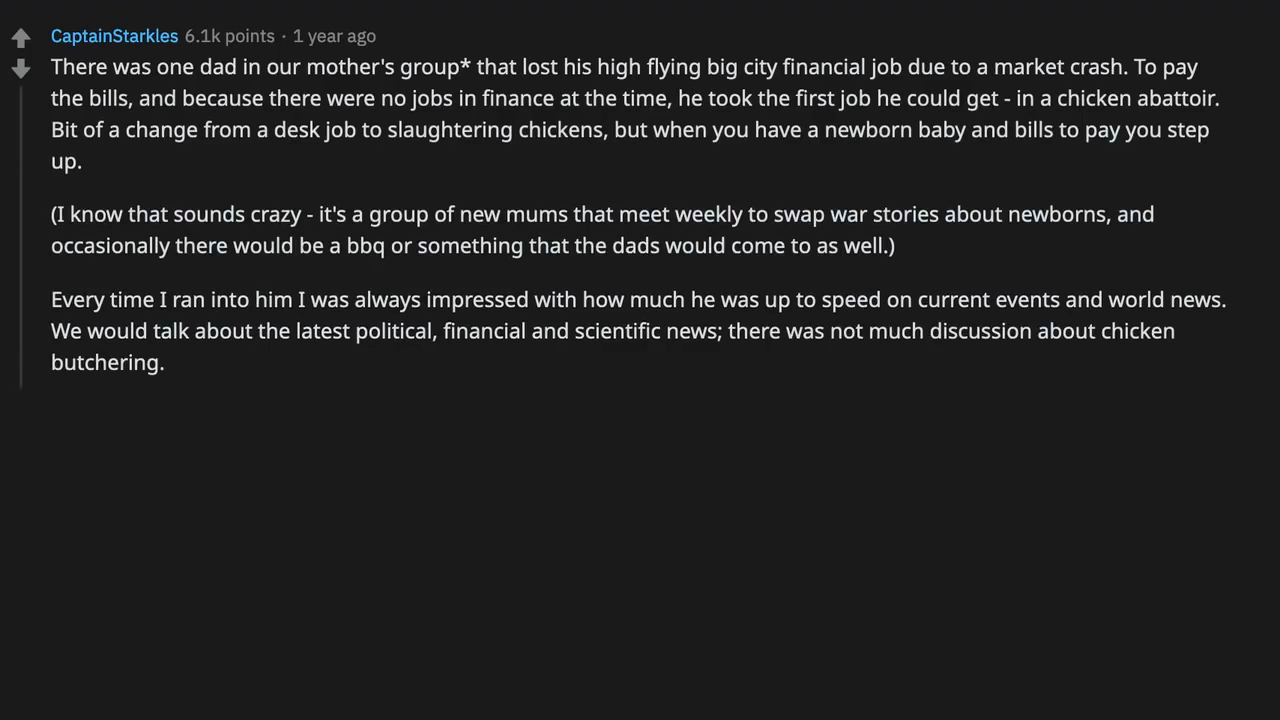 CaptainStarkles 6.1k points · 1 year ago
There was one dad in our mother's group* that lost his high flying big city financial job due to a market crash. To pay
the bills, and because there were no jobs in finance at the time, he took the first job he could get - in a chicken abattoir.
Bit of a change from a desk job to slaughtering chickens, but when you have a newborn baby and bills to pay you step
up.
(I know that sounds crazy - it's a group of new mums that meet weekly to swap war stories about newborns, and
occasionally there would be a bbq or something that the dads would come to as well.)
Every time I ran into him I was always impressed with how much he was up to speed on current events and world news.
We would talk about the latest political, financial and scientific news; there was not much discussion about chicken
butchering.